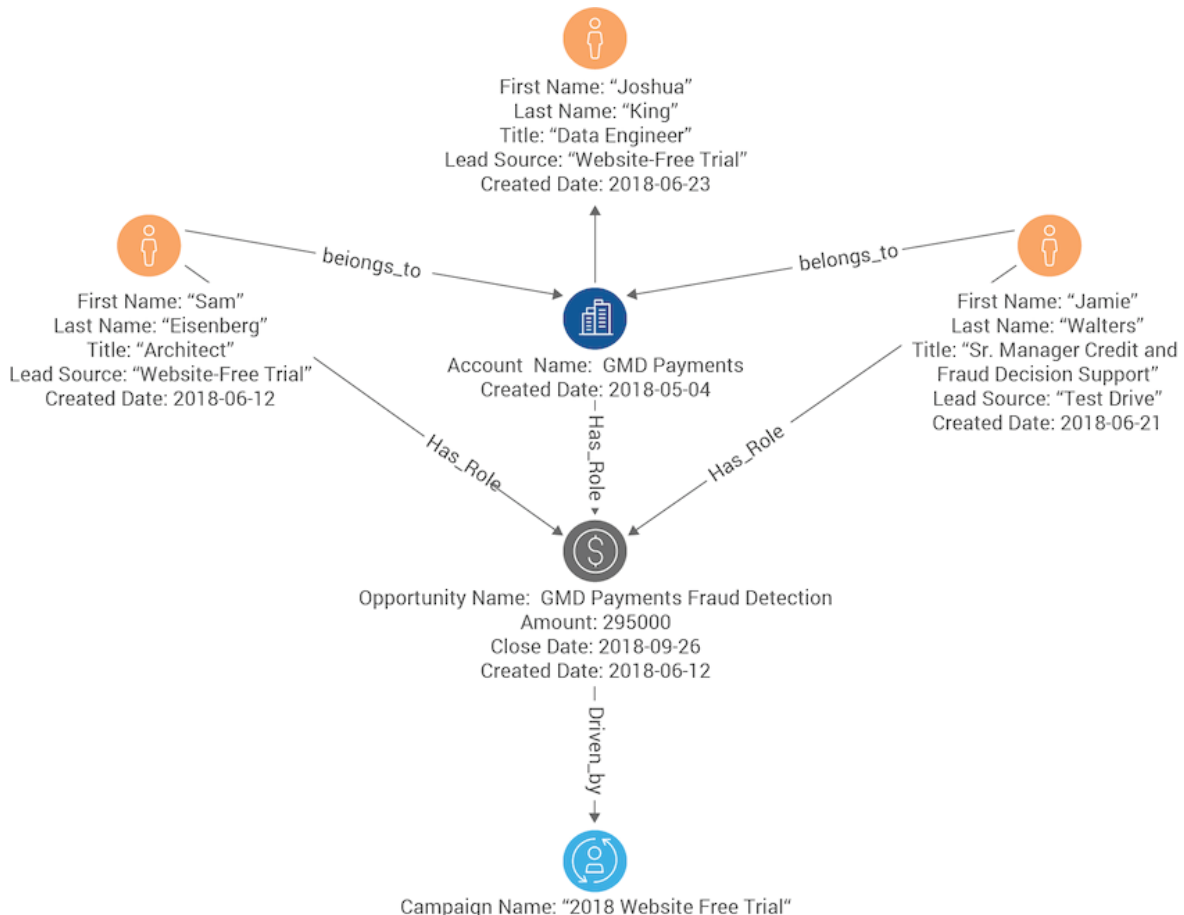 First Name: “Joshua”
Last Name: “King”
Title: “Data Engineer”
Lead Source: “Website-Free Trial”
Created Date: 2018-06-23
beiongs_to
belongs_to
First Name: “Sam”
Last Name: “Eisenberg”
Title: “Architect”
Lead Source: “Website-Free Trial”
Created Date: 2018-06-12
Account Name: GMD Payments
Created Date: 2018-05-04
First Name: “Jamie”
Last Name: “Walters”
Title: “Sr. Manager Credit and
Fraud Decision Support”
Lead Source: “Test Drive”
Created Date: 2018-06-21
Has_Role
Has_Role
Has_Role
$
Opportunity Name: GMD Payments Fraud Detection
Amount: 295000
Close Date: 2018-09-26
Created Date: 2018-06-12
Driven_by
Campaign Name: “2018 Website Free Trial“